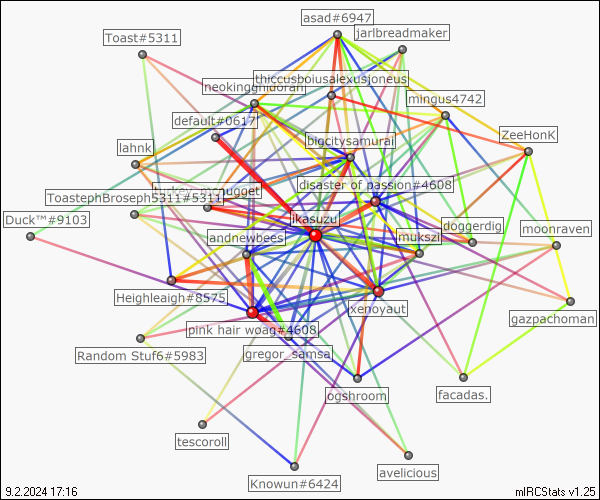 asad#6947
Toast#5311
jarlbreadmaker
thiccusboiusalexusjoneus
neokingghidorah
mingus4742
default#0617
ZeeHonK
bigcitysamurai
lahnk
disaster of passion#4608
turkey_mcnugget
ToastephBroseph5311#5311
ikasuzu
Duck™#9103
doggerdig
moonraven
andrewbees
mukszi
Heighleaigh#8575
xenoyaut
gazpachoman
pink hair woag#4608
gregor_samsa
Random Stuf6#5983
ogshroom
facadas.
tescoroll
avelicious
Knowun#6424
9.2.2024 17:16
mIRCStats v1.25